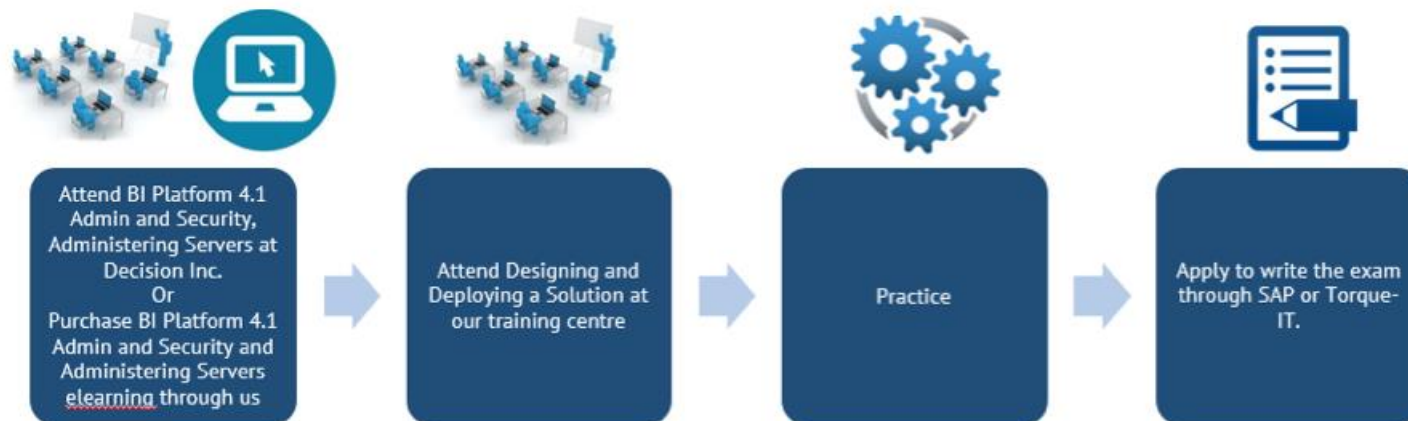 Attend BI Platform 4.1
Admin and Security,
Administering Servers at
Decision Inc.
Or
Purchase BI Platform 4.1
Admin and Security and
Administering Servers
elearning through us
Attend Designing and
Deploying a Solution at
our training centre
Practice
Apply to write the exam
through SAP or Torque-
IT.